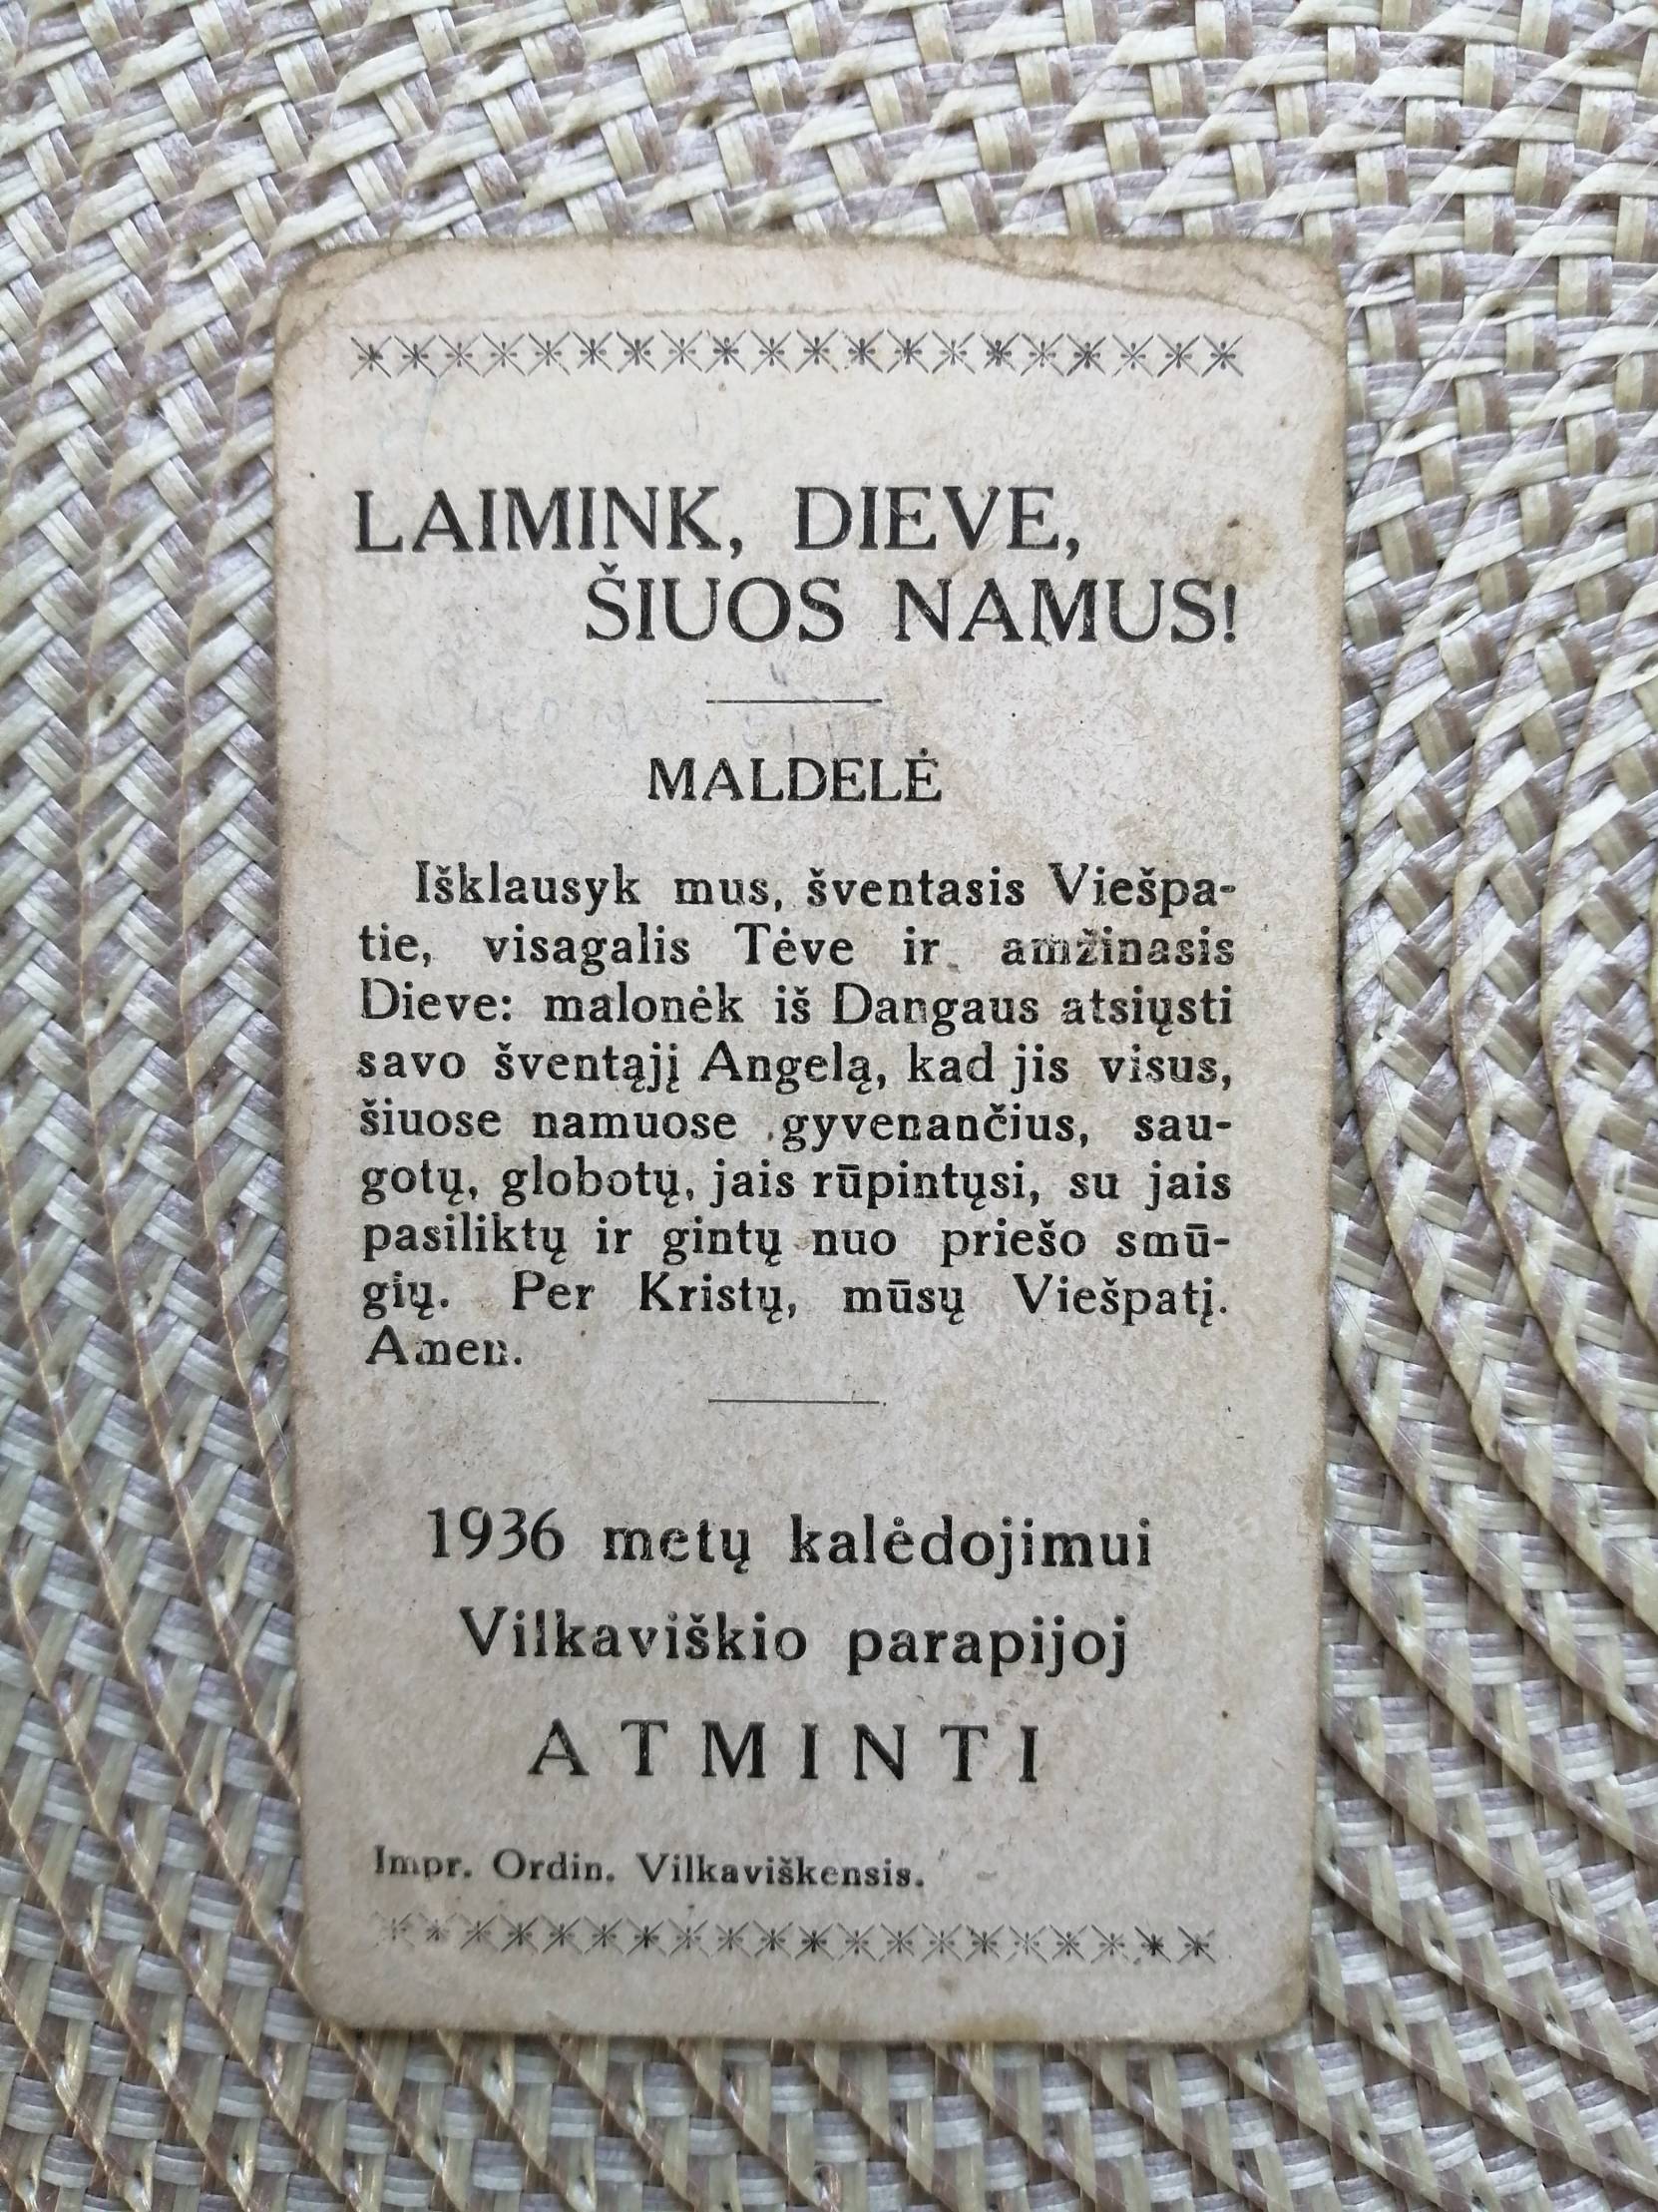 LAIMINK, DIEVE,
ŠIUOS NAMUS!
MALDELĖ
Išklausyk mus, šventasis Viešpa-
tie, visagalis Tėve ir amžinasis
Dieve: malonėk iš Dangaus atsiųsti
savo šventąjį Angelą, kad jis visus,
šiuose namuose gyvenančius, sau-
gotų, globotų, jais rūpintųsi, su jais
pasiliktų ir gintų nuo priešo smū-
gių. Per Kristų, mūsų Viešpatį.
Amen.
1936 metų kalėdojimui
Vilkaviškio parapijoj
ATMINTI
Impr. Ordin. Vilkaviškensis.